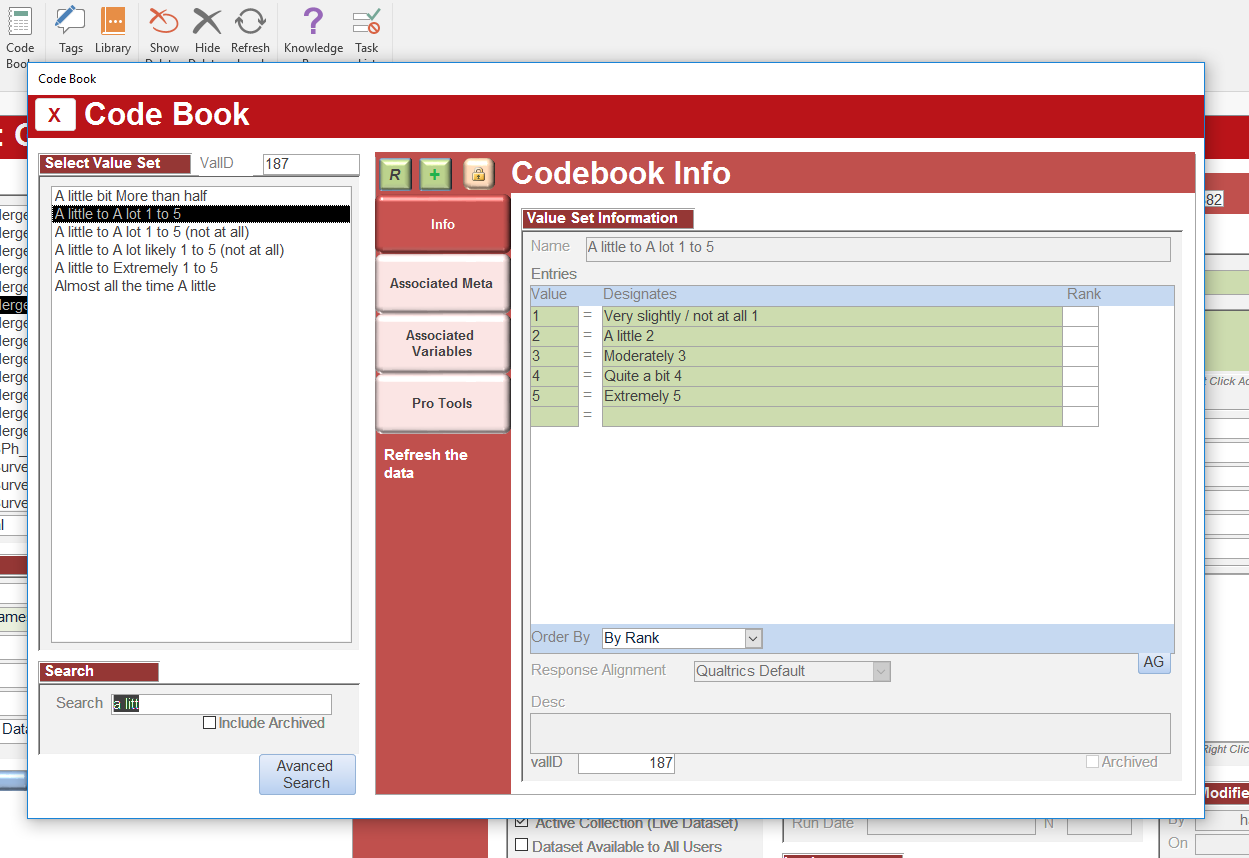 Code
Book
Tags
Library
Show
Hide
Refresh
Knowledge
Task
Code Book
X Code Book
Select Value Set
ValID
187
A little bit More than half
A little to A lot 1 to 5
A little to A lot 1 to 5 (not at all)
A little to A lot likely 1 to 5 (not at all)
A little to Extremely 1 to 5
Almost all the time A little
Search
Search
a litt
Include Archived
Avanced
Search
R
+
Codebook Info
Info
Associated Meta
Associated
Variables
Pro Tools
Refresh the
data
Value Set Information
Name
A little to A lot 1 to 5
Entries
Value Designates Rank
1 = Very slightly / not at all 1
2 = A little 2
3 = Moderately 3
4 = Quite a bit 4
5 = Extremely 5
=
Order By
By Rank
Response Alignment
Qualtrics Default
AG
Desc
valID
187
Archived
82
Click
Active Collection (Live Dataset)
Dataset Available to All Users
Run Date
N
By
On